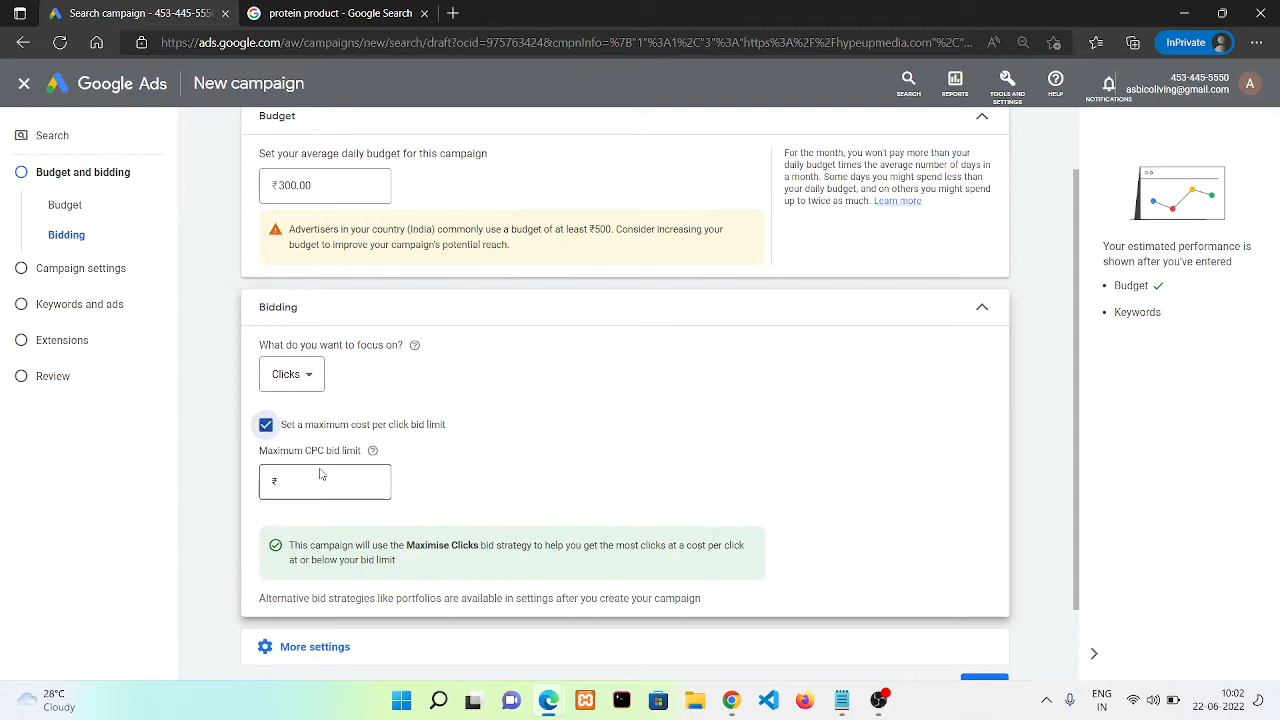 Search campaign - 453-445-5550
protein product - Google Search
https://ads.google.com/aw/campaigns/new/search/draft?ocid=975763424&cmpnInfo=%7B"1"%3A1%2C"3"%3A"https%3A%2F%2Fhypeupmedia.com"%2C"...
InPrivate
Google Ads
New campaign
SEARCH
REPORTS
TOOLS AND
SETTINGS
HELP
NOTIFICATIONS
453-445-5550
asbicoliving@gmail.com
A
Search
Budget and bidding
Budget
Bidding
Campaign settings
Keywords and ads
Extensions
Review
Budget
Set your average daily budget for this campaign
₹300.00
Advertisers in your country (India) commonly use a budget of at least ₹500. Consider increasing your
budget to improve your campaign's potential reach.
For the month, you won't pay more than your
daily budget times the average number of days in
a month. Some days you might spend less than
your daily budget, and on others you might spend
up to twice as much. Learn more
Bidding
What do you want to focus on?
Clicks
Set a maximum cost per click bid limit
Maximum CPC bid limit
₹
This campaign will use the Maximise Clicks bid strategy to help you get the most clicks at a cost per click
at or below your bid limit
Alternative bid strategies like portfolios are available in settings after you create your campaign
More settings
Your estimated performance is
shown after you've entered
• Budget
• Keywords
28°C
Cloudy
ENG
IN
10:02
22-06-2022